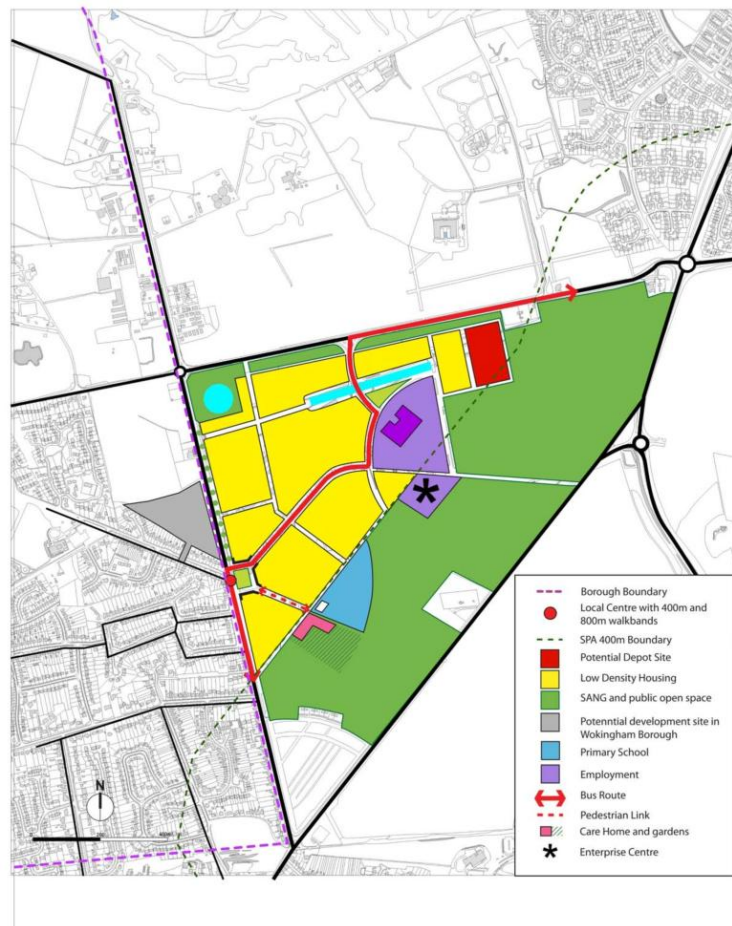 Borough Boundary
Local Centre with 400m and
800m walkbands
SPA 400m Boundary
Potential Depot Site
Low Density Housing
SANG and public open space
Potenntial development site in
Wokingham Borough
Primary School
Employment
Bus Route
Pedestrian Link
Care Home and gardens
Enterprise Centre
N